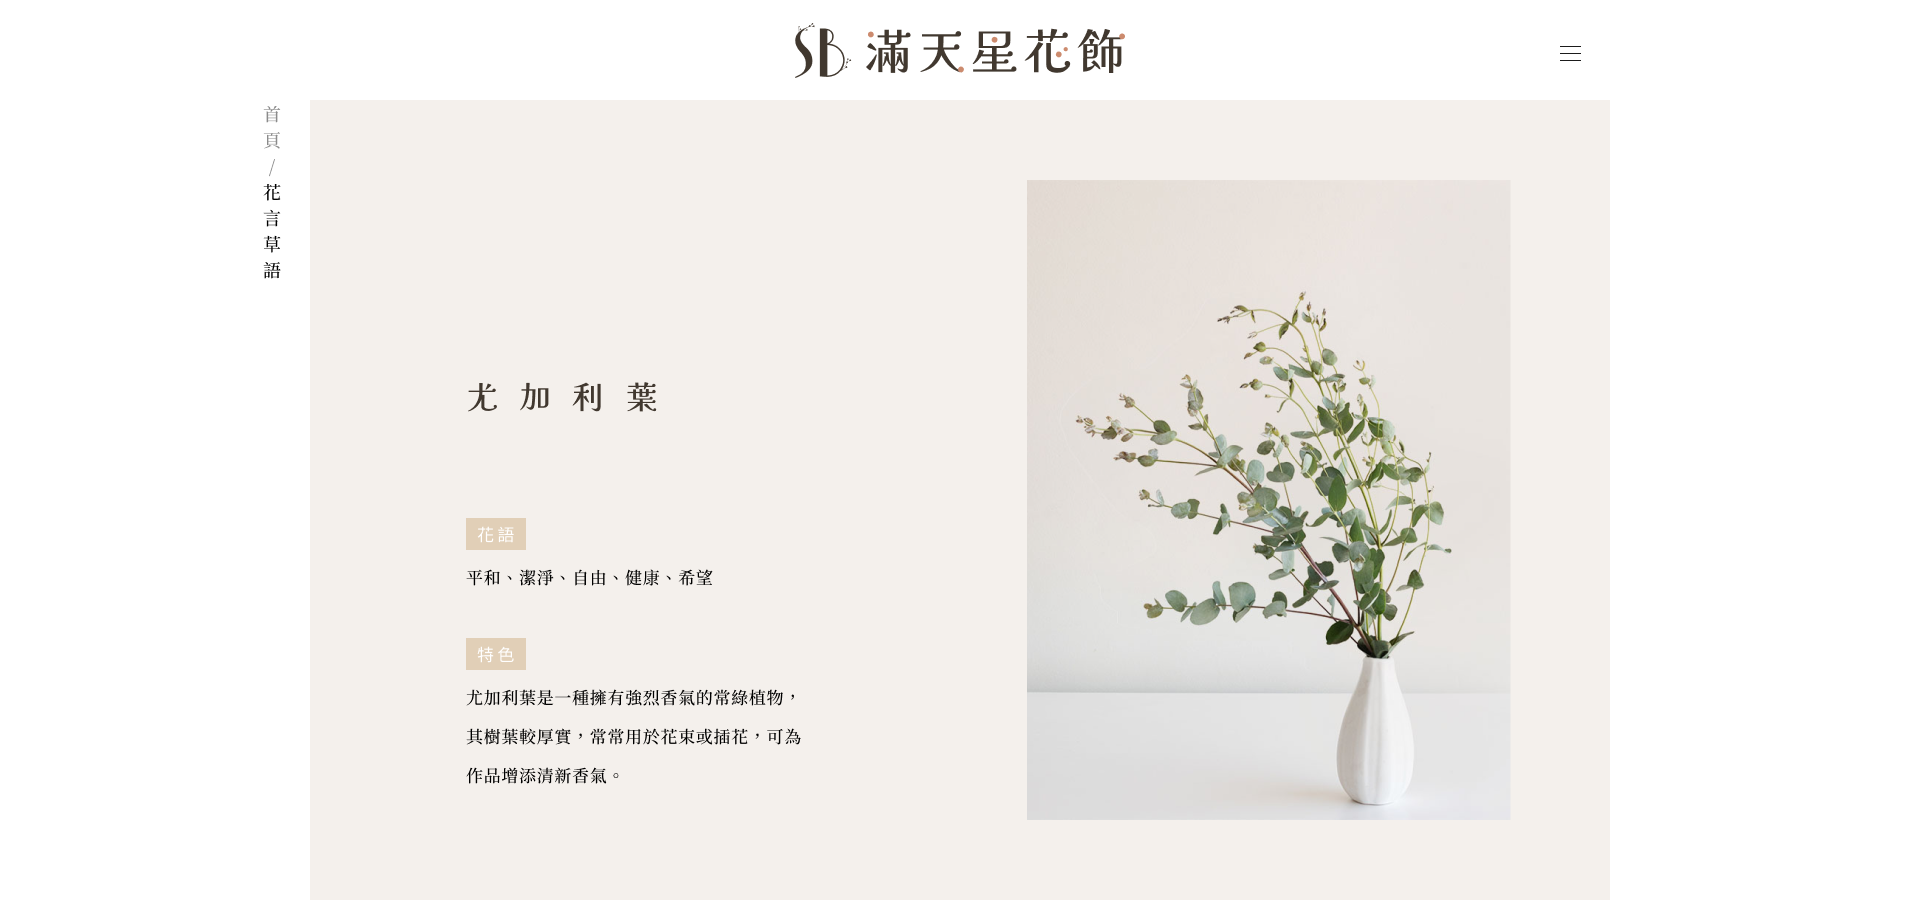 SB 滿天星花飾
首頁/花言草語
尤加利葉
花語
平和、潔淨、自由、健康、希望
特色
尤加利葉是一種擁有強烈香氣的常綠植物，
其樹葉較厚實，常常用於花束或插花，可為
作品增添清新香氣。